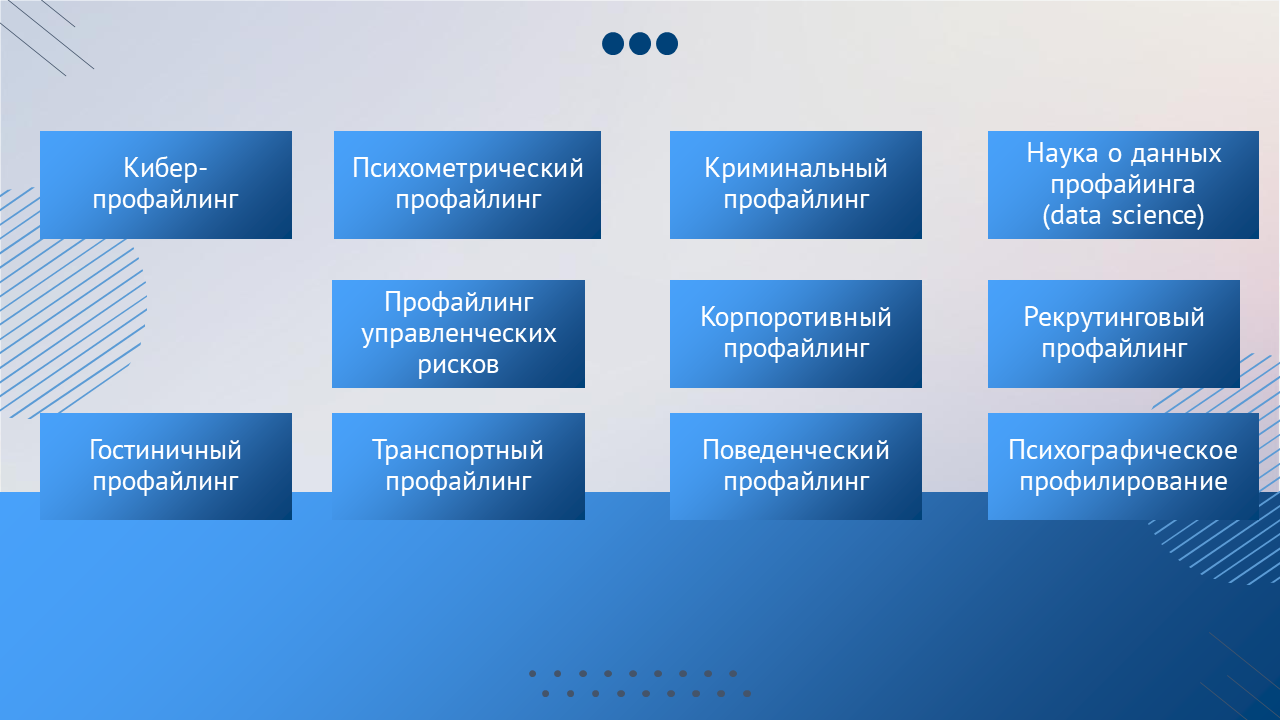 Кибер-
профайлинг
Психометрический
профайлинг
Криминальный
профайлинг
Наука о данных
профайинга
(data science)
Профайлинг
управленческих
рисков
Корпоротивный
профайлинг
Рекрутинговый
профайлинг
Гостиничный
профайлинг
Транспортный
профайлинг
Поведенческий
профайлинг
Психографическое
профилирование